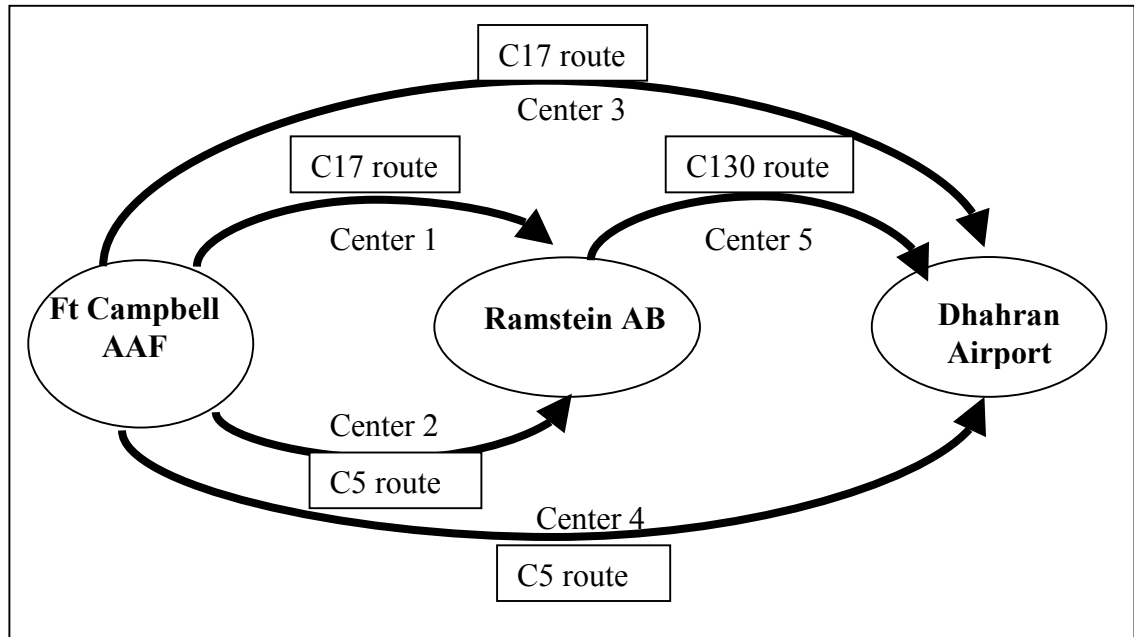 C17 route
Center 3
C17 route
C130 route
Center 1
Center 5
Ft Campbell
AAF
Ramstein AB
Dhahran
Airport
Center 2
C5 route
Center 4
C5 route